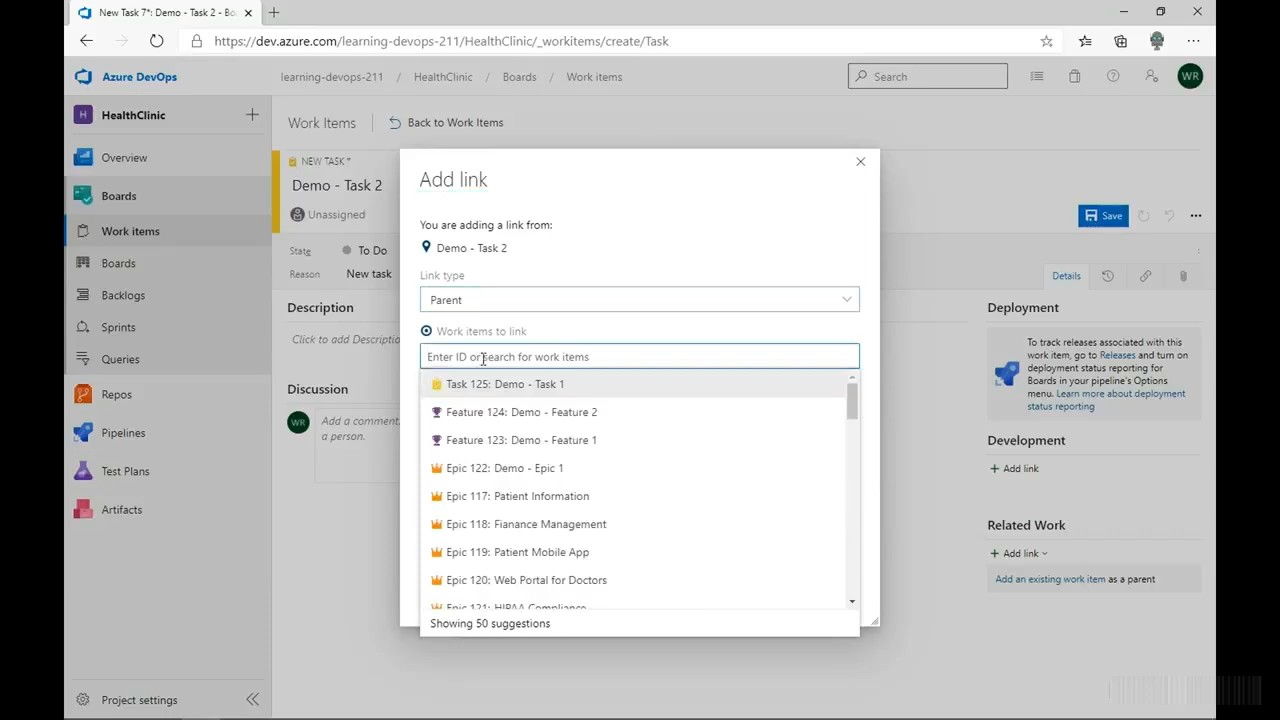 New Task 7*: Demo - Task 2 - Bo
https://dev.azure.com/learning-devops-211/HealthClinic/_workitems/create/Task
Azure DevOps
learning-devops-211 / HealthClinic / Boards / Work items
Search
WR
H HealthClinic
Overview
Boards
Work items
Boards
Backlogs
Sprints
Queries
Repos
Pipelines
Test Plans
Artifacts
Project settings
Work Items
Back to Work Items
NEW TASK *
Demo - Task 2
Unassigned
Save
State
To Do
Reason
New task
Details
Description
Click to add Description
Discussion
WR
Add a comment
a person.
Add link
You are adding a link from:
Demo - Task 2
Link type
Parent
Work items to link
Enter ID or search for work items
Task 125: Demo - Task 1
Feature 124: Demo - Feature 2
Feature 123: Demo - Feature 1
Epic 122: Demo - Epic 1
Epic 117: Patient Information
Epic 118: Fianance Management
Epic 119: Patient Mobile App
Epic 120: Web Portal for Doctors
Epic 121: HIPAA Compliance
Showing 50 suggestions
Deployment
To track releases associated with this
work item, go to Releases and turn on
deployment status reporting for
Boards in your pipeline's Options
menu. Learn more about deployment
status reporting
Development
+ Add link
Related Work
+ Add link
Add an existing work item as a parent